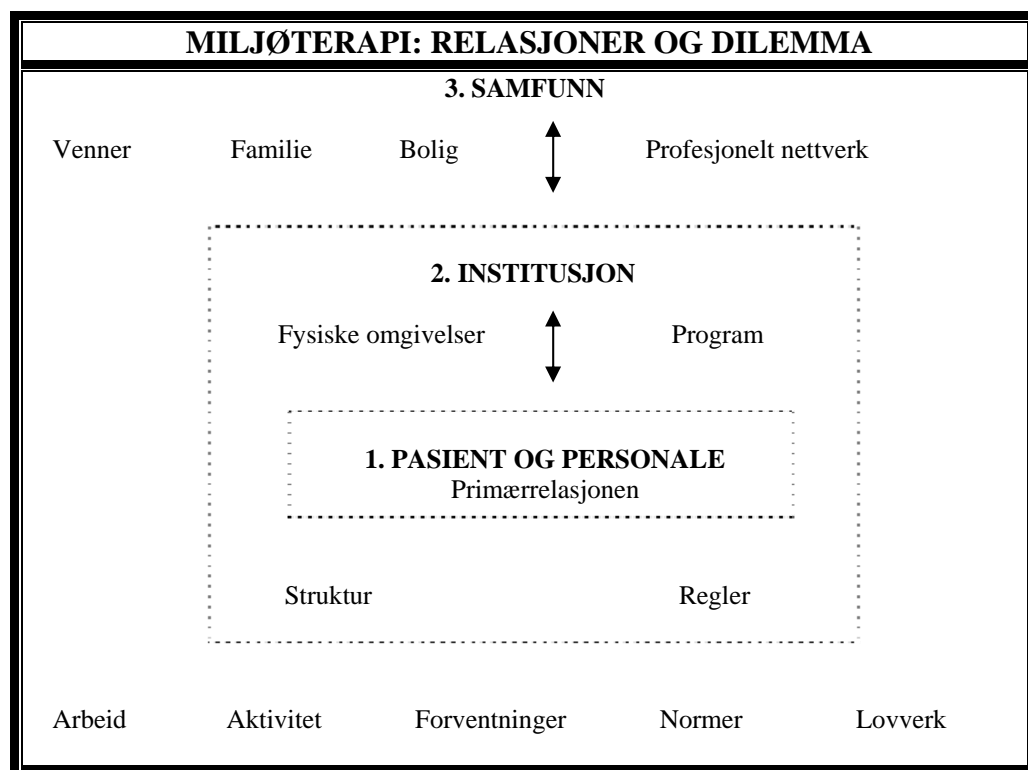 MILJØTERAPI: RELASJONER OG DILEMMA
3. SAMFUNN
Venner Familie Bolig Profesjonelt nettverk
2. INSTITUSJON
Fysiske omgivelser Program
1. PASIENT OG PERSONALE
Primærrelasjonen
Struktur Regler
Arbeid Aktivitet Forventninger Normer Lovverk